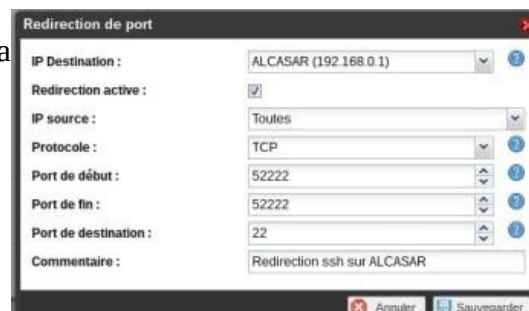 Redirection de port
a
IP Destination : ALCASAR (192.168.0.1)
Redirection active :
IP source : Toutes
Protocole : TCP
Port de début : 52222
Port de fin : 52222
Port de destination : 22
Commentaire : Redirection ssh sur ALCASAR
Annuler Sauvegarder